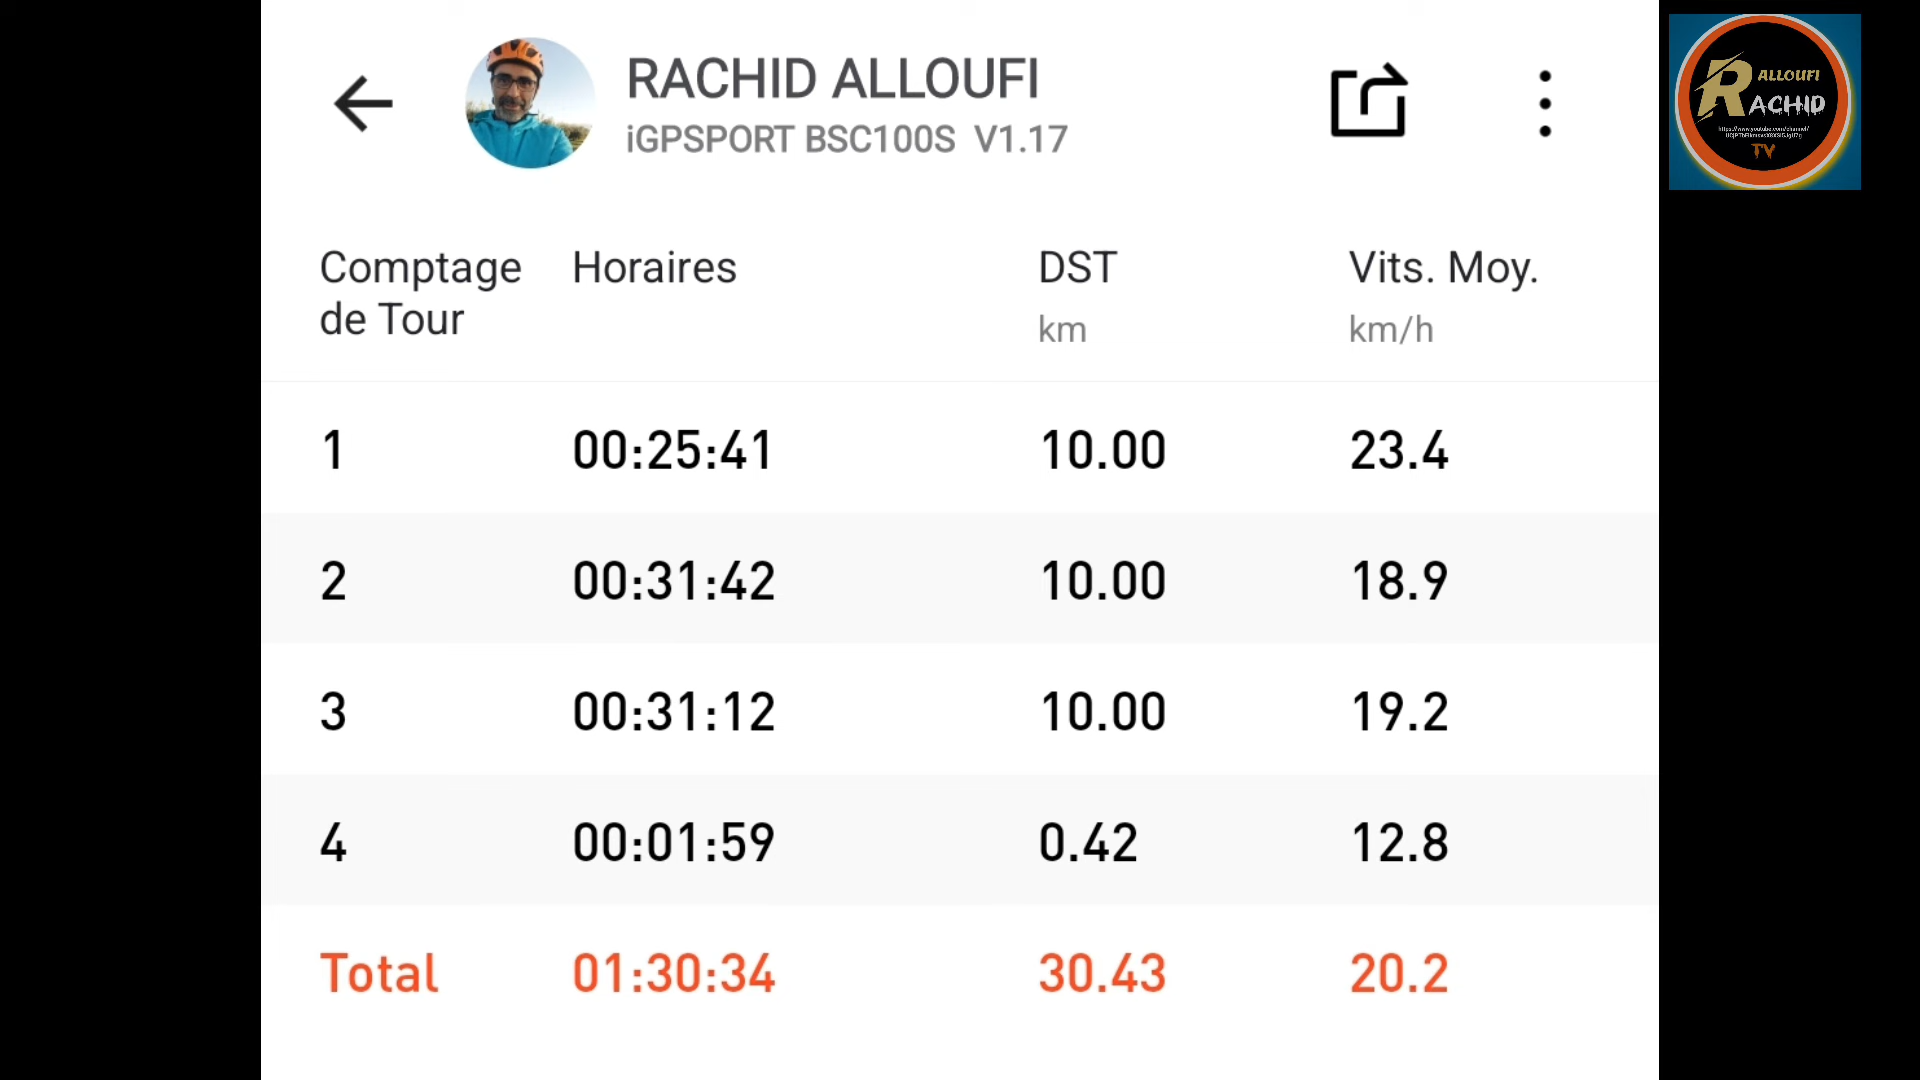 RACHID ALLOUFI
iGPSPORT BSC100S V1.17
ALLOUFI
RACHID
TV
Comptage de Tour
Horaires
DST
km
Vits. Moy.
km/h
1 00:25:41 10.00 23.4
2 00:31:42 10.00 18.9
3 00:31:12 10.00 19.2
4 00:01:59 0.42 12.8
Total 01:30:34 30.43 20.2